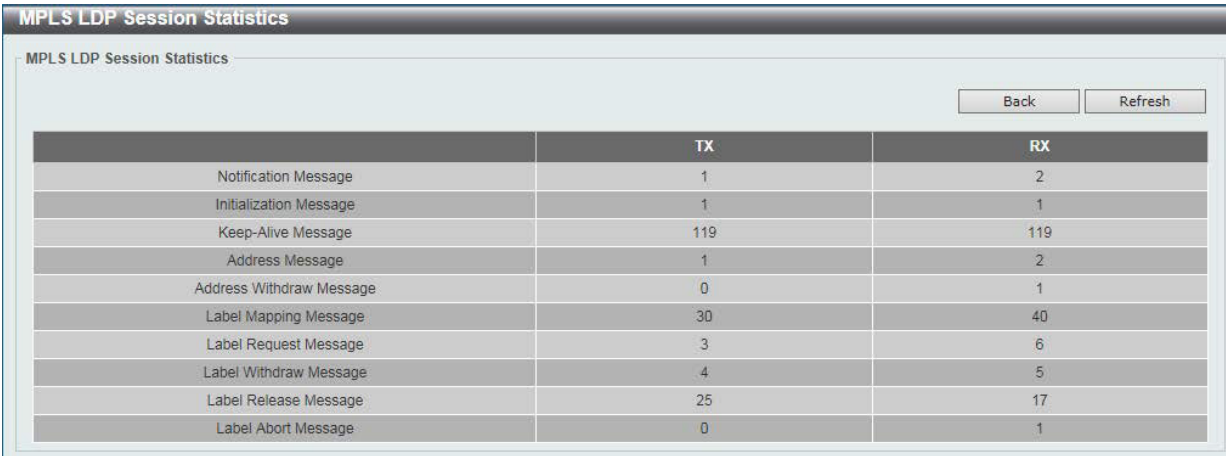 MPLS LDP Session Statistics
MPLS LDP Session Statistics
Back Refresh
TX RX
Notification Message 1 2
Initialization Message 1 1
Keep-Alive Message 119 119
Address Message 1 2
Address Withdraw Message 0 1
Label Mapping Message 30 40
Label Request Message 3 6
Label Withdraw Message 4 5
Label Release Message 25 17
Label Abort Message 0 1